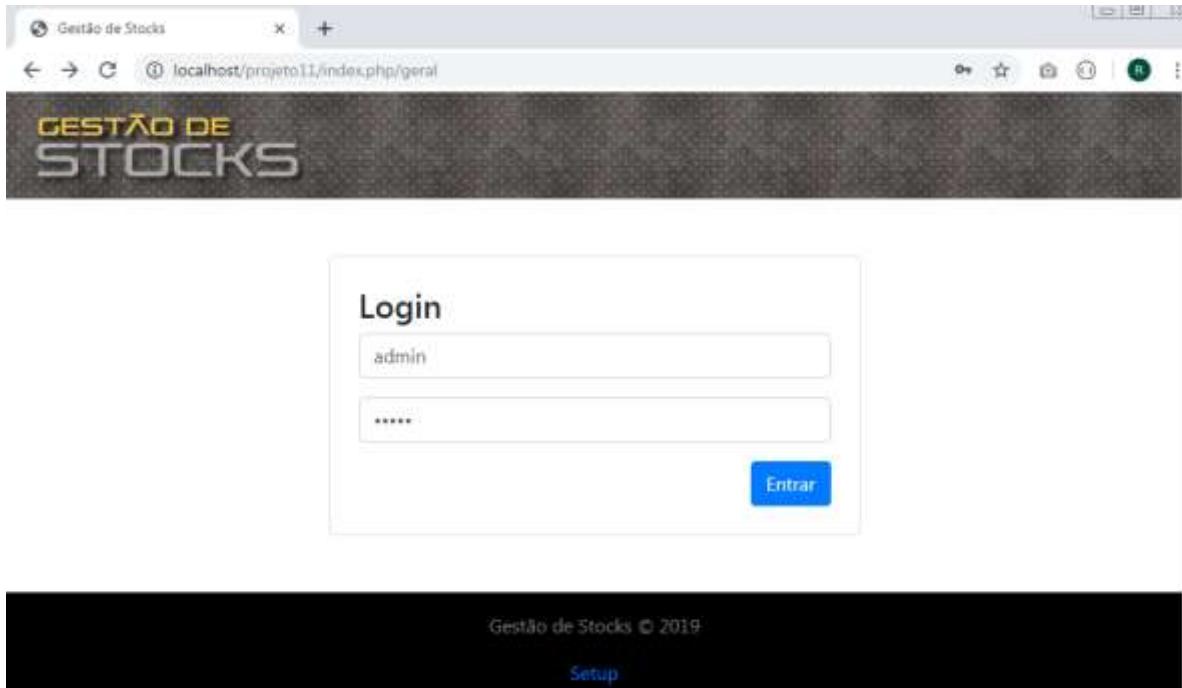 Gestão de Stocks
localhost/projeto11/index.php/geral
R
GESTÃO DE
STOCKS
Login
admin
•••••
Entrar
Gestão de Stocks © 2019
Setup